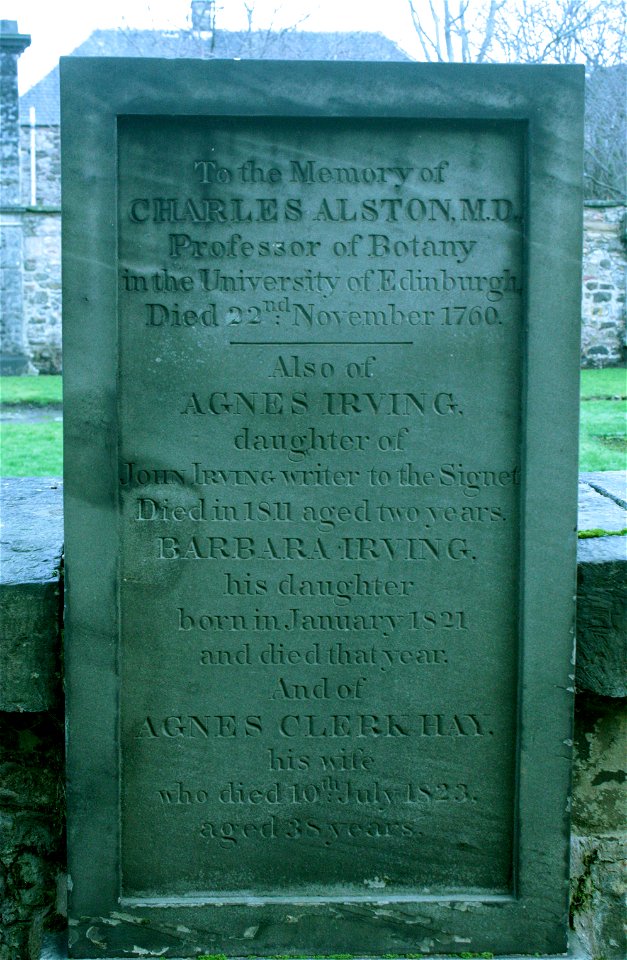 To the Memory of
CHARLES ALSTON, M.D.,
Professor of Botany
in the University of Edinburgh,
Died 22nd November 1760.
Also of
AGNES IRVING,
daughter of
JOHN IRVING writer to the Signet
Died in 1811 aged two years.
BARBARA IRVING,
his daughter
born in January 1821
and died that year.
And of
AGNES CLERK HAY,
his wife
who died 10th July 1823,
aged 38 years.